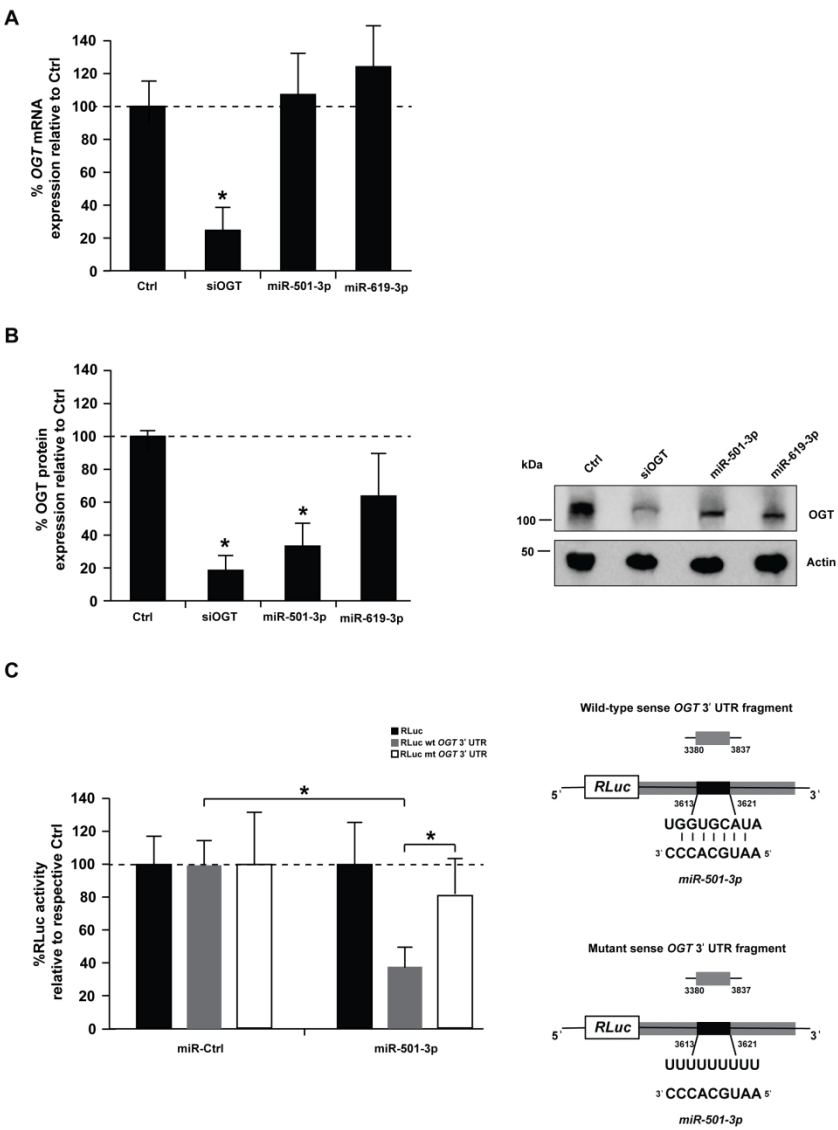 A
% OGT mRNA
expression relative to Ctrl
140
120
100
80
60
40
20
0
*
Ctrl
siOGT
miR-501-3p
miR-619-3p
B
% OGT protein
expression relative to Ctrl
140
120
100
80
60
40
20
0
*
*
Ctrl
siOGT
miR-501-3p
miR-619-3p
kDa
Ctrl
siOGT
miR-501-3p
miR-619-3p
100
OGT
50
Actin
C
RLuc
RLuc wt OGT 3′ UTR
RLuc mt OGT 3′ UTR
%RLuc activity
relative to respective Ctrl
140
120
100
80
60
40
20
0
*
*
miR-Ctrl
miR-501-3p
Wild-type sense OGT 3′ UTR fragment
3380 3837
5′ RLuc 3′
3613 3621
UGGUGCAUA
3′ CCCACGUAA 5′
miR-501-3p
Mutant sense OGT 3′ UTR fragment
3380 3837
5′ RLuc 3′
3613 3621
UUUUUUUUU
3′ CCCACGUAA 5′
miR-501-3p